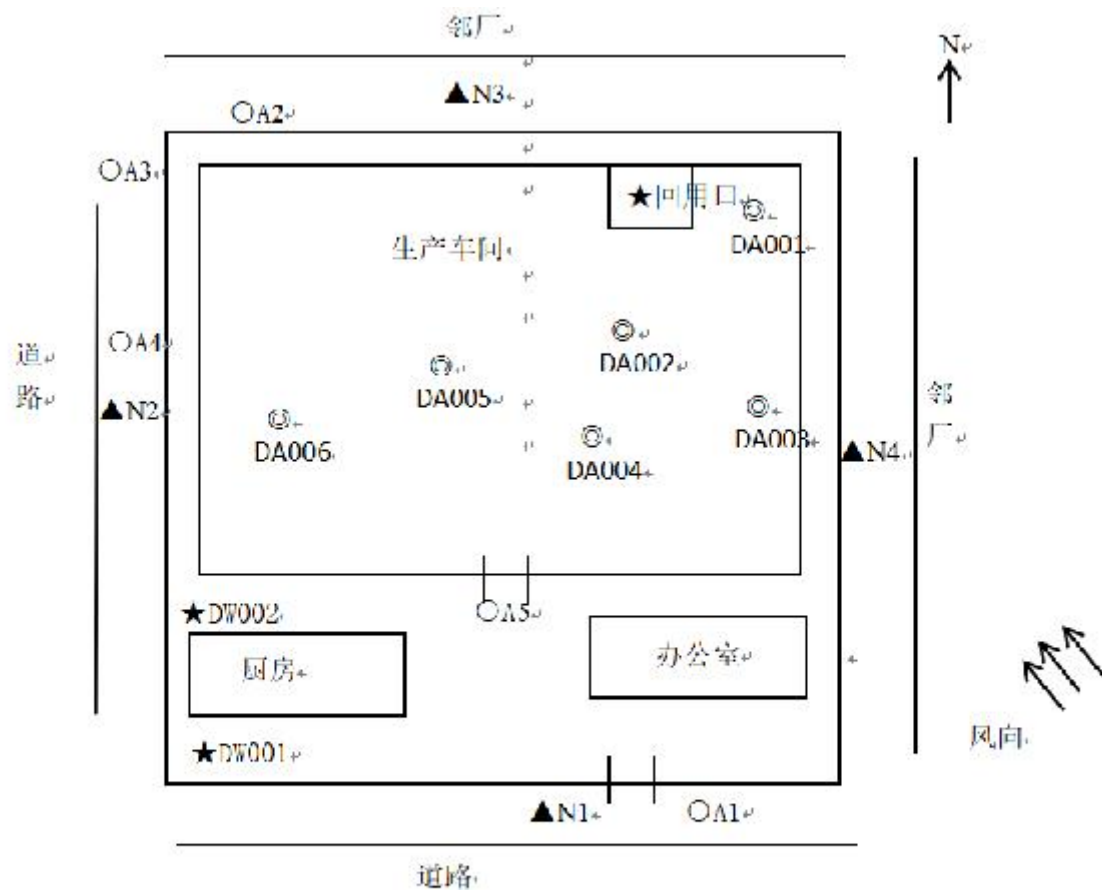 邻厂
N
▲N3
○A2
○A3
★回用口
◎
DA001
生产车间
○A4
◎
DA002
道
路
◎
DA005
▲N2
◎
DA006
◎
DA004
◎
DA003
邻
厂
▲N4
○A5
★DW002
厨房
办公室
★DW001
风向
▲N1
○A1
道路